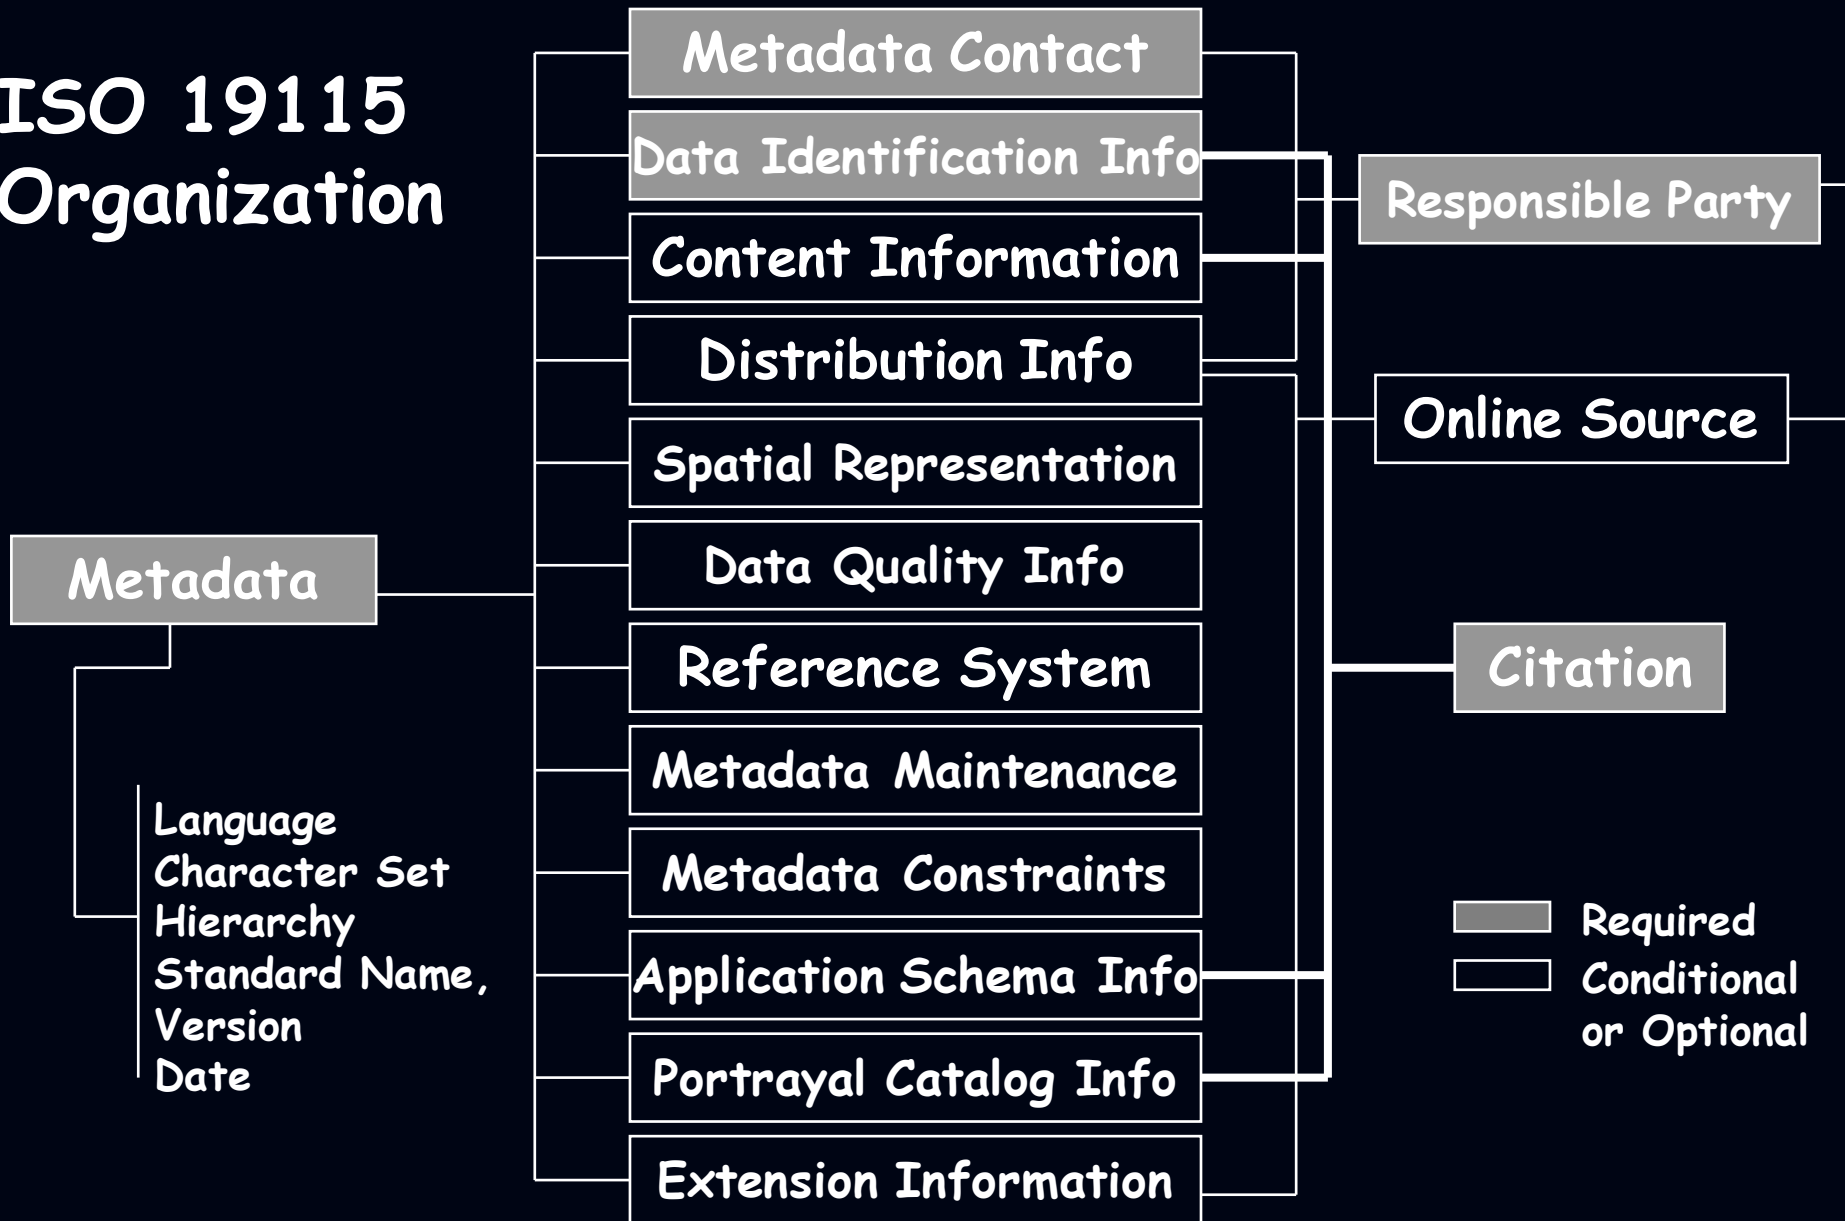 ISO 19115
Organization
Metadata Contact
Data Identification Info
Content Information
Distribution Info
Spatial Representation
Data Quality Info
Reference System
Metadata Maintenance
Metadata Constraints
Application Schema Info
Portrayal Catalog Info
Extension Information
Metadata
Language
Character Set
Hierarchy
Standard Name,
Version
Date
Responsible Party
Online Source
Citation
Required
Conditional
or Optional